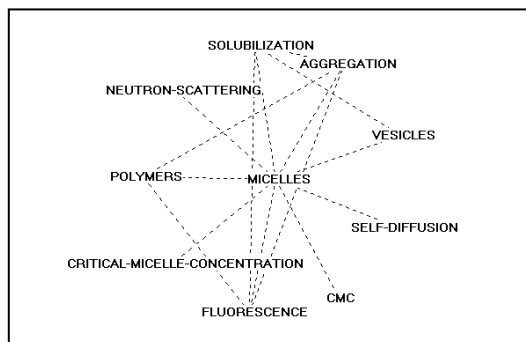 SOLUBILIZATION
AGGREGATION
NEUTRON-SCATTERING
VESICLES
POLYMERS
MICELLES
SELF-DIFFUSION
CRITICAL-MICELLE-CONCENTRATION
CMC
FLUORESCENCE